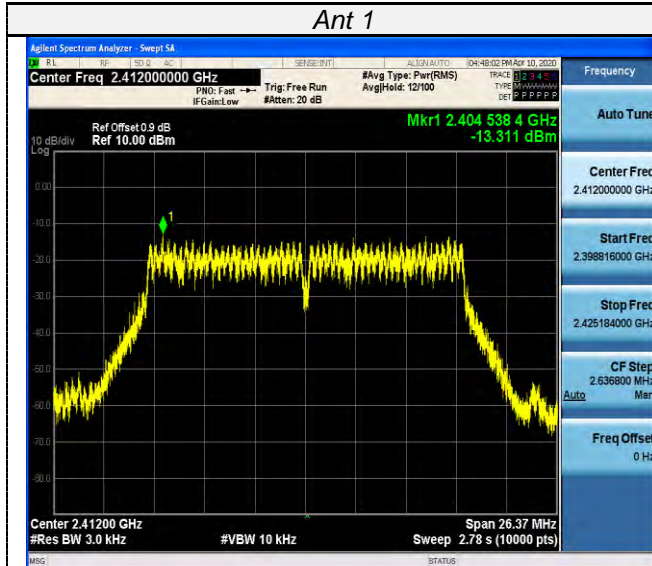 Ant 1
Agilent Spectrum Analyzer - Swept SA
RL RF 50 Ω AC SENSE:INT ALIGN AUTO 04:48:02 PM Apr 10, 2020
Center Freq 2.412000000 GHz
PNO: Fast
IFGain:Low
Trig: Free Run
#Atten: 20 dB
#Avg Type: Pwr(RMS)
Avg|Hold: 12/100
TRACE 1 2 3 4 5 6
TYPE M
DET P P P P P P
Frequency
Mkr1 2.404 538 4 GHz
-13.311 dBm
Ref Offset 0.9 dB
Ref 10.00 dBm
10 dB/div
Log
1
0.00
-10.0
-20.0
-30.0
-40.0
-50.0
-60.0
-70.0
-80.0
Center 2.41200 GHz
Span 26.37 MHz
#Res BW 3.0 kHz
#VBW 10 kHz
Sweep 2.78 s (10000 pts)
Auto Tune
Center Freq
2.412000000 GHz
Start Freq
2.398816000 GHz
Stop Freq
2.425184000 GHz
CF Step
2.636800 MHz
Auto Man
Freq Offset
0 Hz
MSG STATUS